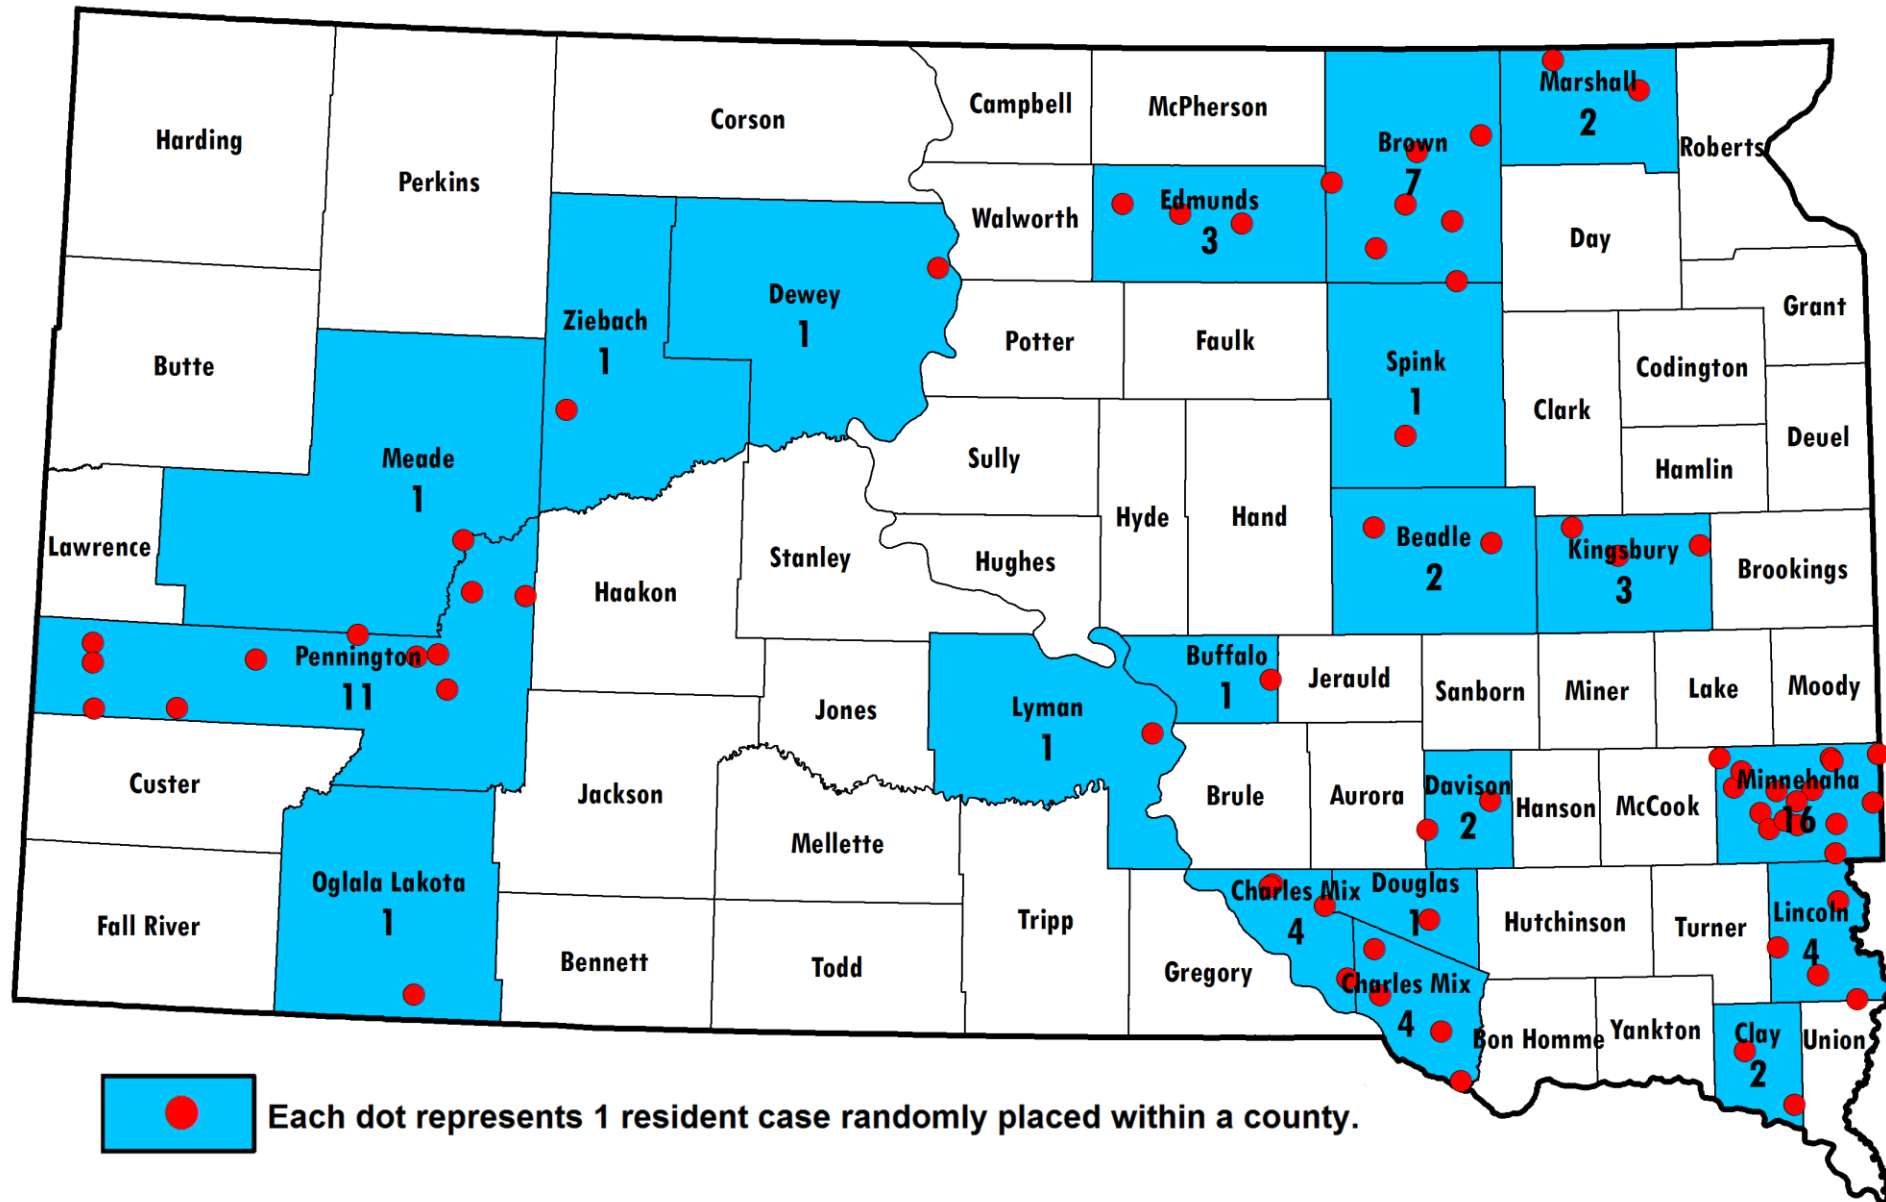 Harding
Perkins
Corson
Campbell
McPherson
Brown
7
Marshall
2
Roberts
Walworth
Edmunds
3
Day
Butte
Ziebach
1
Dewey
1
Potter
Faulk
Spink
1
Clark
Codington
Grant
Hamlin
Deuel
Meade
1
Lawrence
Haakon
Stanley
Sully
Hughes
Hyde
Hand
Beadle
2
Kingsbury
3
Brookings
Pennington
11
Jones
Lyman
1
Buffalo
1
Jerauld
Sanborn
Miner
Lake
Moody
Custer
Jackson
Mellette
Brule
Aurora
Davison
2
Hanson
McCook
Minnehaha
16
Fall River
Oglala Lakota
1
Bennett
Todd
Tripp
Gregory
Charles Mix
4
Douglas
1
Charles Mix
4
Hutchinson
Turner
Lincoln
4
Bon Homme
Yankton
Clay
2
Union
Each dot represents 1 resident case randomly placed within a county.